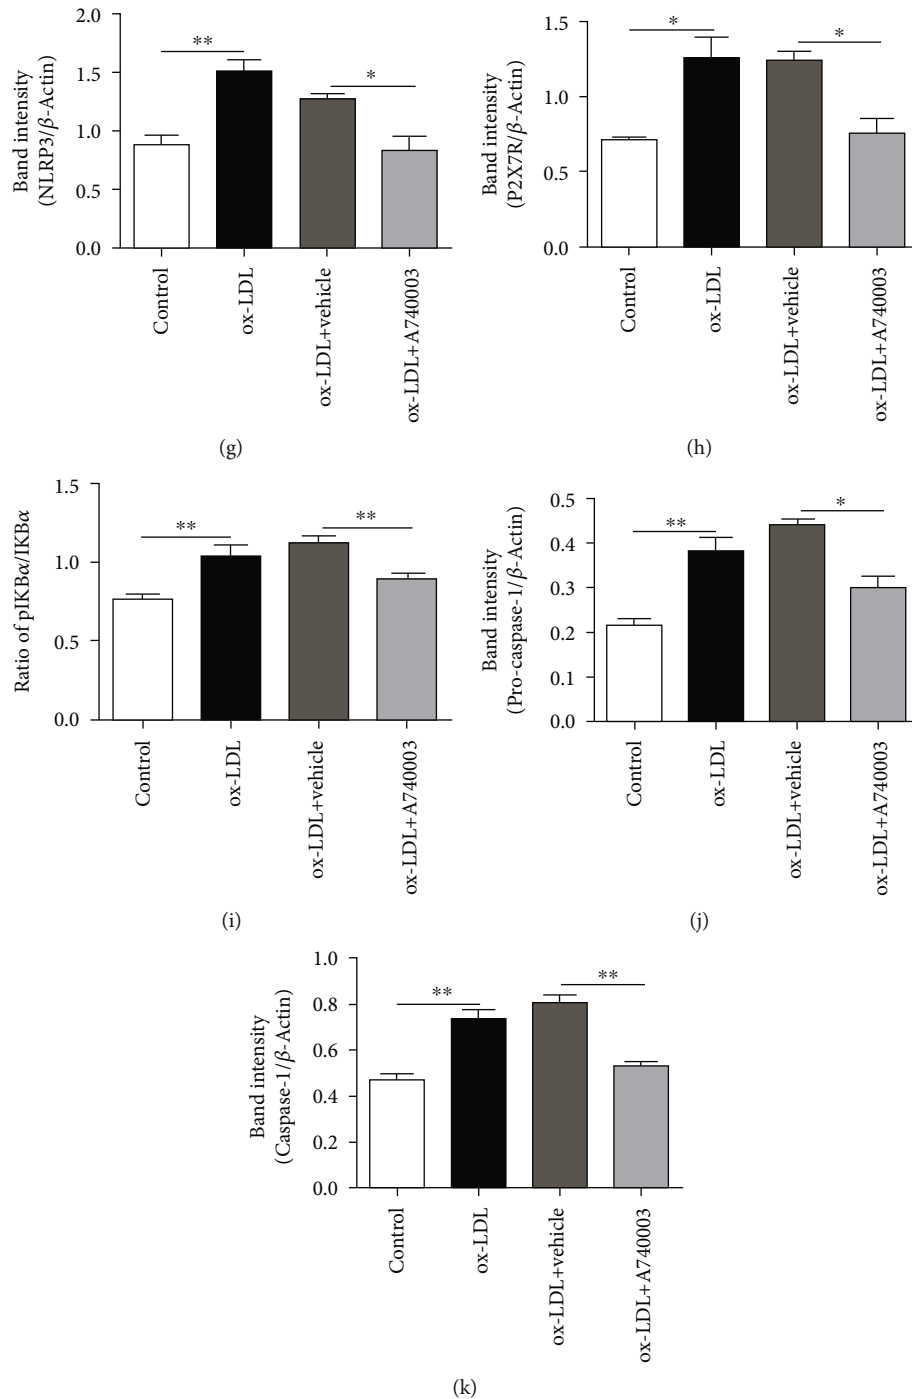 Band intensity
(NLRP3/β-Actin)
2.0
1.5
1.0
0.5
0.0
**
*
Control
ox-LDL
ox-LDL+vehicle
ox-LDL+A740003
(g)
Band intensity
(P2X7R/β-Actin)
1.5
1.0
0.5
0.0
*
*
Control
ox-LDL
ox-LDL+vehicle
ox-LDL+A740003
(h)
Ratio of pIKBα/IKBα
1.5
1.0
0.5
0.0
**
**
Control
ox-LDL
ox-LDL+vehicle
ox-LDL+A740003
(i)
Band intensity
(Pro-caspase-1/β-Actin)
0.5
0.4
0.3
0.2
0.1
0.0
**
*
Control
ox-LDL
ox-LDL+vehicle
ox-LDL+A740003
(j)
Band intensity
(Caspase-1/β-Actin)
1.0
0.8
0.6
0.4
0.2
0.0
**
**
Control
ox-LDL
ox-LDL+vehicle
ox-LDL+A740003
(k)